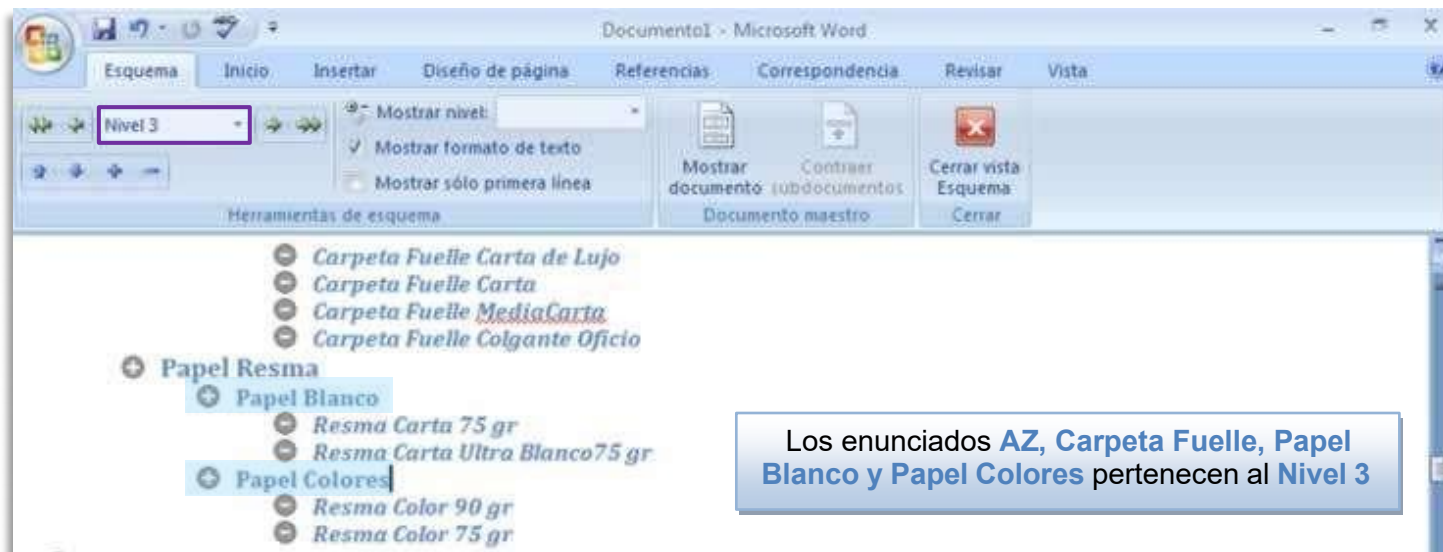 Documento1 - Microsoft Word
Esquema Inicio Insertar Diseño de página Referencias Correspondencia Revisar Vista
Nivel 3
Mostrar nivel:
Mostrar formato de texto
Mostrar sólo primera línea
Mostrar documento
Contraer subdocumentos
Cerrar vista Esquema
Herramientas de esquema
Documento maestro
Cerrar
Carpeta Fuelle Carta de Lujo
Carpeta Fuelle Carta
Carpeta Fuelle MediaCarta
Carpeta Fuelle Colgante Oficio
Papel Resma
Papel Blanco
Resma Carta 75 gr
Resma Carta Ultra Blanco75 gr
Papel Colores
Resma Color 90 gr
Resma Color 75 gr
Los enunciados AZ, Carpeta Fuelle, Papel
Blanco y Papel Colores pertenecen al Nivel 3